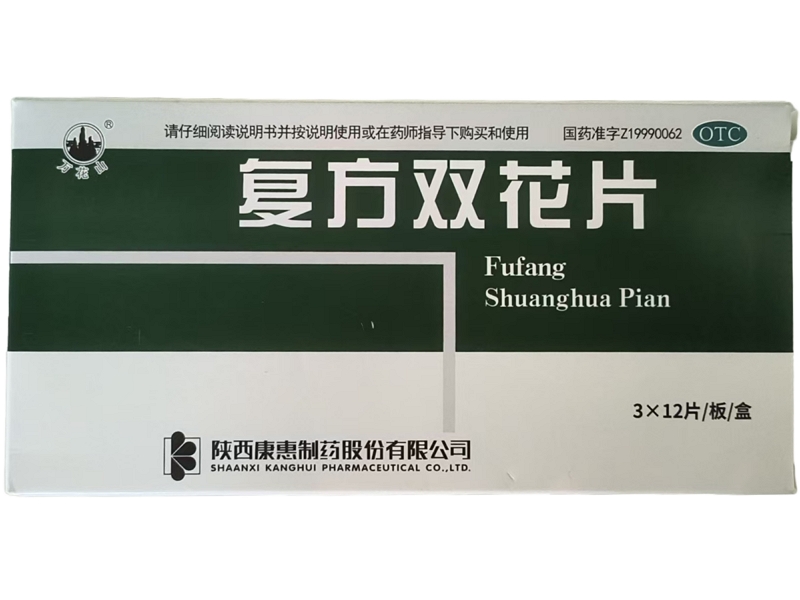 万花山®
请仔细阅读说明书并按说明使用或在药师指导下购买和使用 国药准字Z19990062 OTC
复方双花片
Fufang
Shuanghua Pian
3×12片/板/盒
陕西康惠制药股份有限公司
SHAANXI KANGHUI PHARMACEUTICAL CO.,LTD.